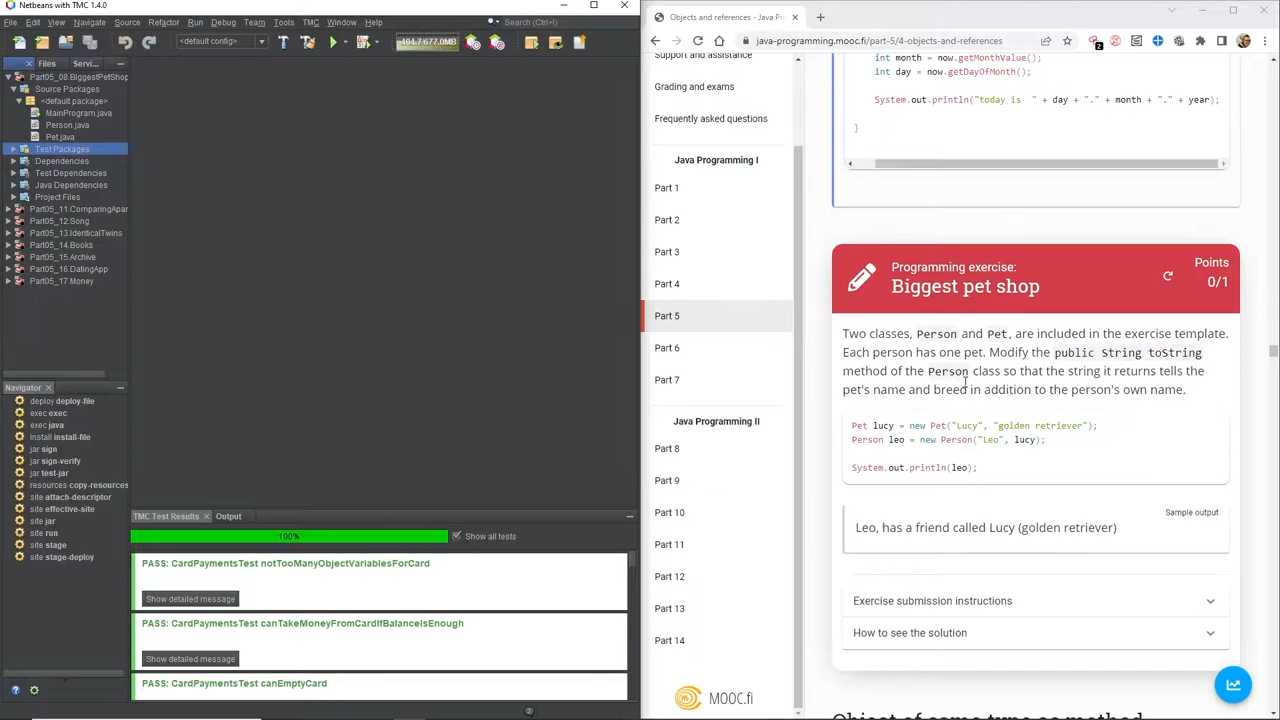 Netbeans with TMC 1.4.0
File Edit View Navigate Source Refactor Run Debug Team Tools TMC Window Help
Search (Ctrl+I)
<default config>
104.7/677.0MB
Files Servi...
Part05_08.BiggestPetShop
Source Packages
<default package>
MainProgram.java
Person.java
Pet.java
Test Packages
Dependencies
Test Dependencies
Java Dependencies
Project Files
Part05_11.ComparingApar
Part05_12.Song
Part05_13.IdenticalTwins
Part05_14.Books
Part05_15.Archive
Part05_16.DatingApp
Part05_17.Money
Navigator
deploy deploy-file
exec exec
exec java
install install-file
jar sign
jar sign-verify
jar test-jar
resources copy-resources
site attach-descriptor
site effective-site
site jar
site run
site stage
site stage-deploy
TMC Test Results Output
100%
Show all tests
PASS: CardPaymentsTest notTooManyObjectVariablesForCard
Show detailed message
PASS: CardPaymentsTest canTakeMoneyFromCardIfBalanceIsEnough
Show detailed message
PASS: CardPaymentsTest canEmptyCard
2
Objects and references - Java Pro
java-programming.mooc.fi/part-5/4-objects-and-references
2
Support and assistance
Grading and exams
Frequently asked questions
Java Programming I
Part 1
Part 2
Part 3
Part 4
Part 5
Part 6
Part 7
Java Programming II
Part 8
Part 9
Part 10
Part 11
Part 12
Part 13
Part 14
MOOC.fi
int month = now.getMonthValue();
int day = now.getDayOfMonth();
System.out.println("today is " + day + "." + month + "." + year);
}
Programming exercise:
Biggest pet shop
Points
0/1
Two classes, Person and Pet, are included in the exercise template.
Each person has one pet. Modify the public String toString
method of the Person class so that the string it returns tells the
pet's name and breed in addition to the person's own name.
Pet lucy = new Pet("Lucy", "golden retriever");
Person leo = new Person("Leo", lucy);
System.out.println(leo);
Sample output
Leo, has a friend called Lucy (golden retriever)
Exercise submission instructions
How to see the solution
Object of same type as method